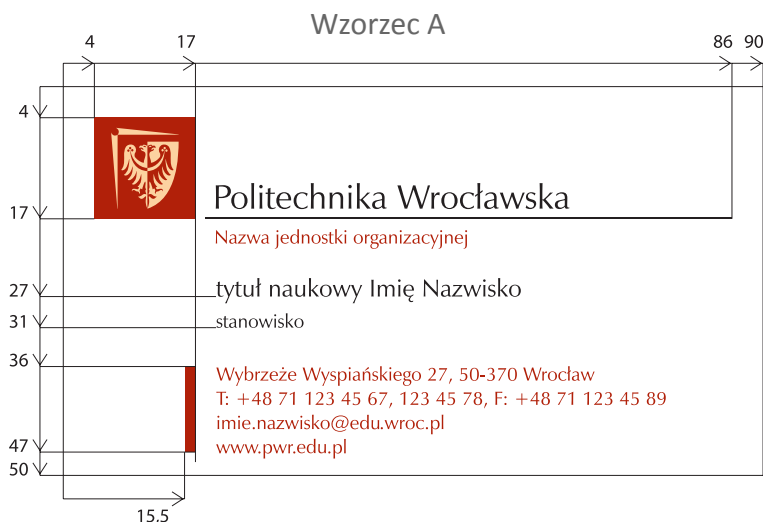 Wzorzec A
4 17 86 90
4
Politechnika Wrocławska
17
Nazwa jednostki organizacyjnej
27 tytuł naukowy Imię Nazwisko
31 stanowisko
36
Wybrzeże Wyspiańskiego 27, 50-370 Wrocław
T: +48 71 123 45 67, 123 45 78, F: +48 71 123 45 89
imie.nazwisko@edu.wroc.pl
47 www.pwr.edu.pl
50
15,5